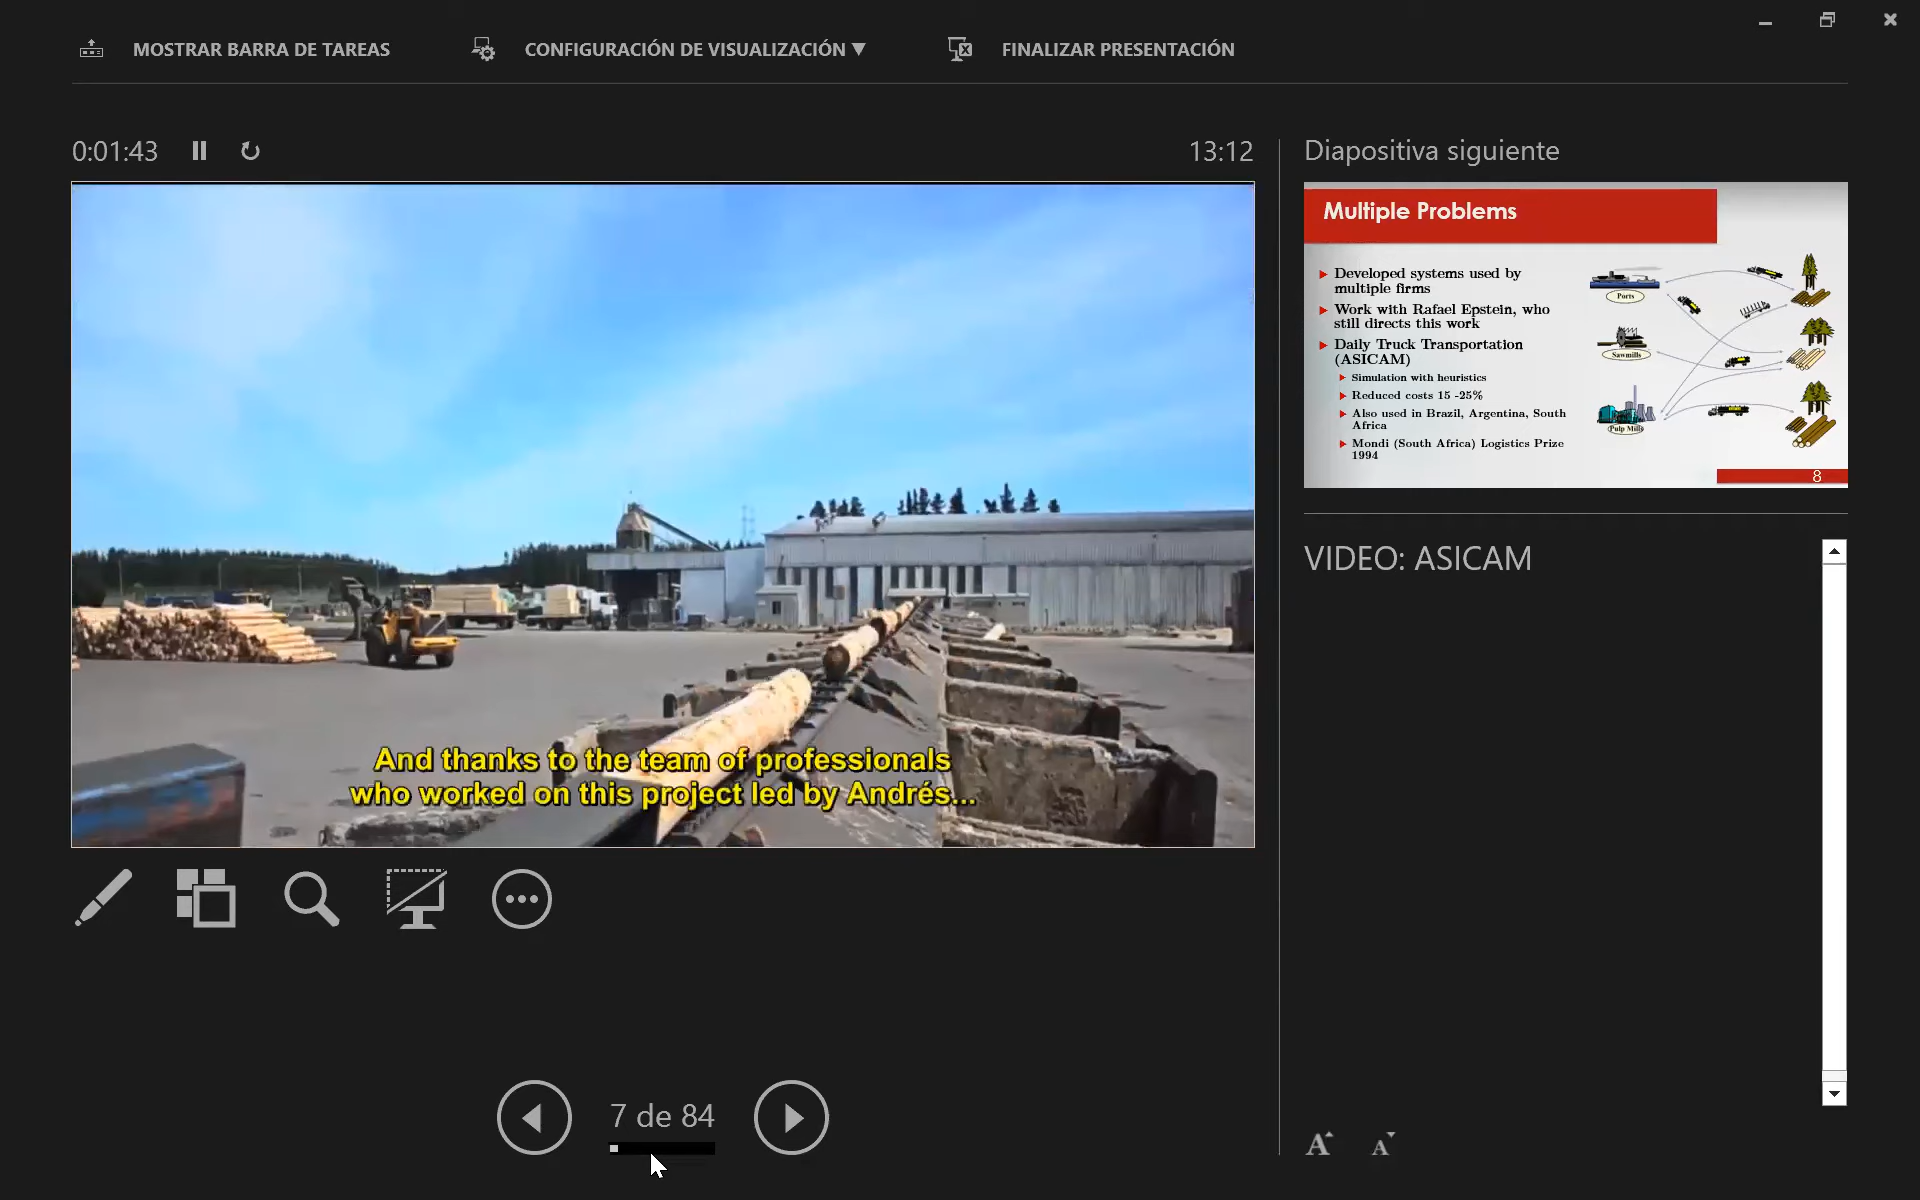 MOSTRAR BARRA DE TAREAS
CONFIGURACIÓN DE VISUALIZACIÓN ▼
FINALIZAR PRESENTACIÓN
0:01:43
13:12
And thanks to the team of professionals
who worked on this project led by Andrés...
7 de 84
Diapositiva siguiente
Multiple Problems
Developed systems used by
multiple firms
Work with Rafael Epstein, who
still directs this work
Daily Truck Transportation
(ASICAM)
Simulation with heuristics
Reduced costs 15 -25%
Also used in Brazil, Argentina, South
Africa
Mondi (South Africa) Logistics Prize
1994
Ports
Sawmills
Pulp Mills
8
VIDEO: ASICAM
A A